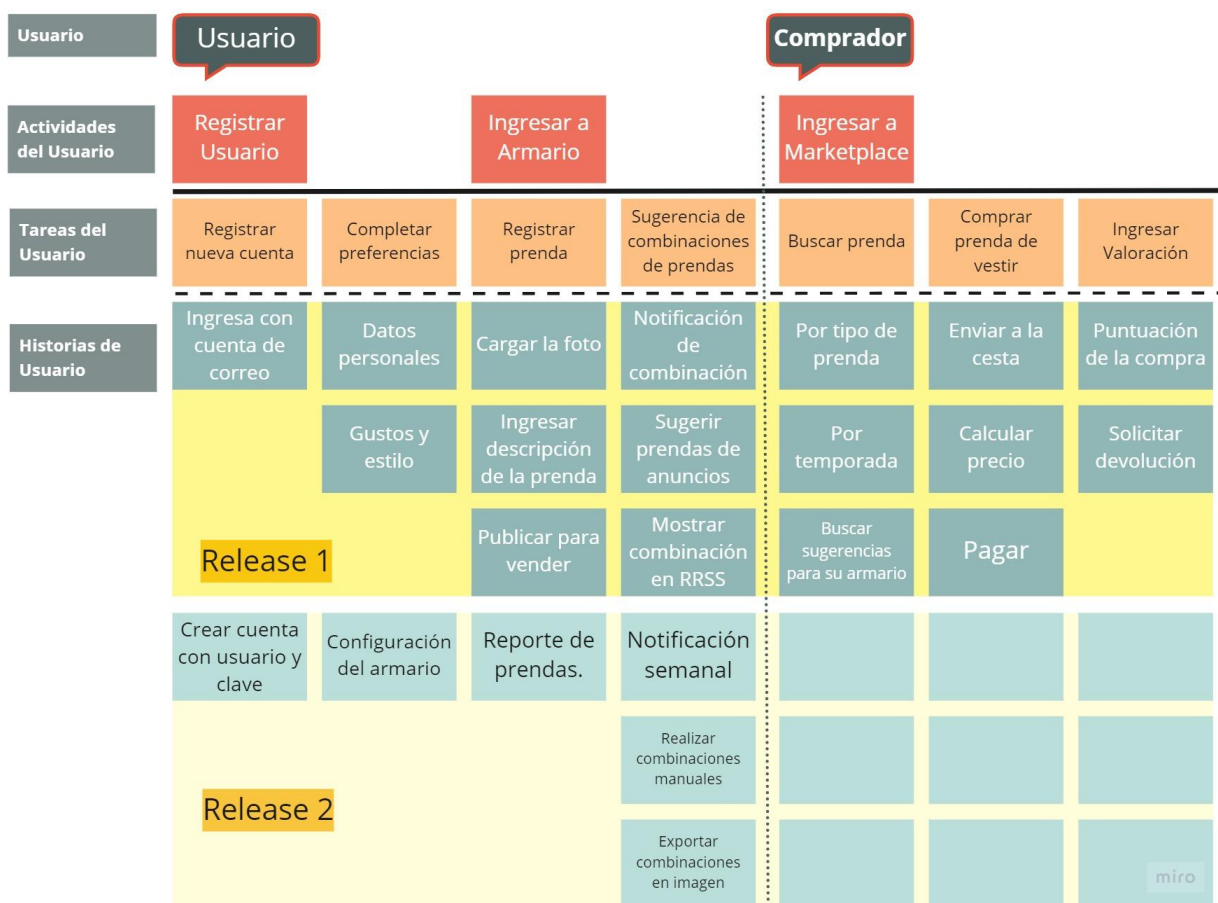 Usuario
Usuario
Comprador
Actividades
del Usuario
Registrar
Usuario
Ingresar a
Armario
Ingresar a
Marketplace
Tareas del
Usuario
Registrar
nueva cuenta
Completar
preferencias
Registrar
prenda
Sugerencia de
combinaciones
de prendas
Buscar prenda
Comprar
prenda de
vestir
Ingresar
Valoración
Historias de
Usuario
Ingresa con
cuenta de
correo
Datos
personales
Cargar la foto
Notificación
de
combinación
Por tipo de
prenda
Enviar a la
cesta
Puntuación
de la compra
Gustos y
estilo
Ingresar
descripción
de la prenda
Sugerir
prendas de
anuncios
Por
temporada
Calcular
precio
Solicitar
devolución
Release 1
Publicar para
vender
Mostrar
combinación
en RRSS
Buscar
sugerencias
para su armario
Pagar
Crear cuenta
con usuario y
clave
Configuración
del armario
Reporte de
prendas.
Notificación
semanal
Realizar
combinaciones
manuales
Release 2
Exportar
combinaciones
en imagen
miro